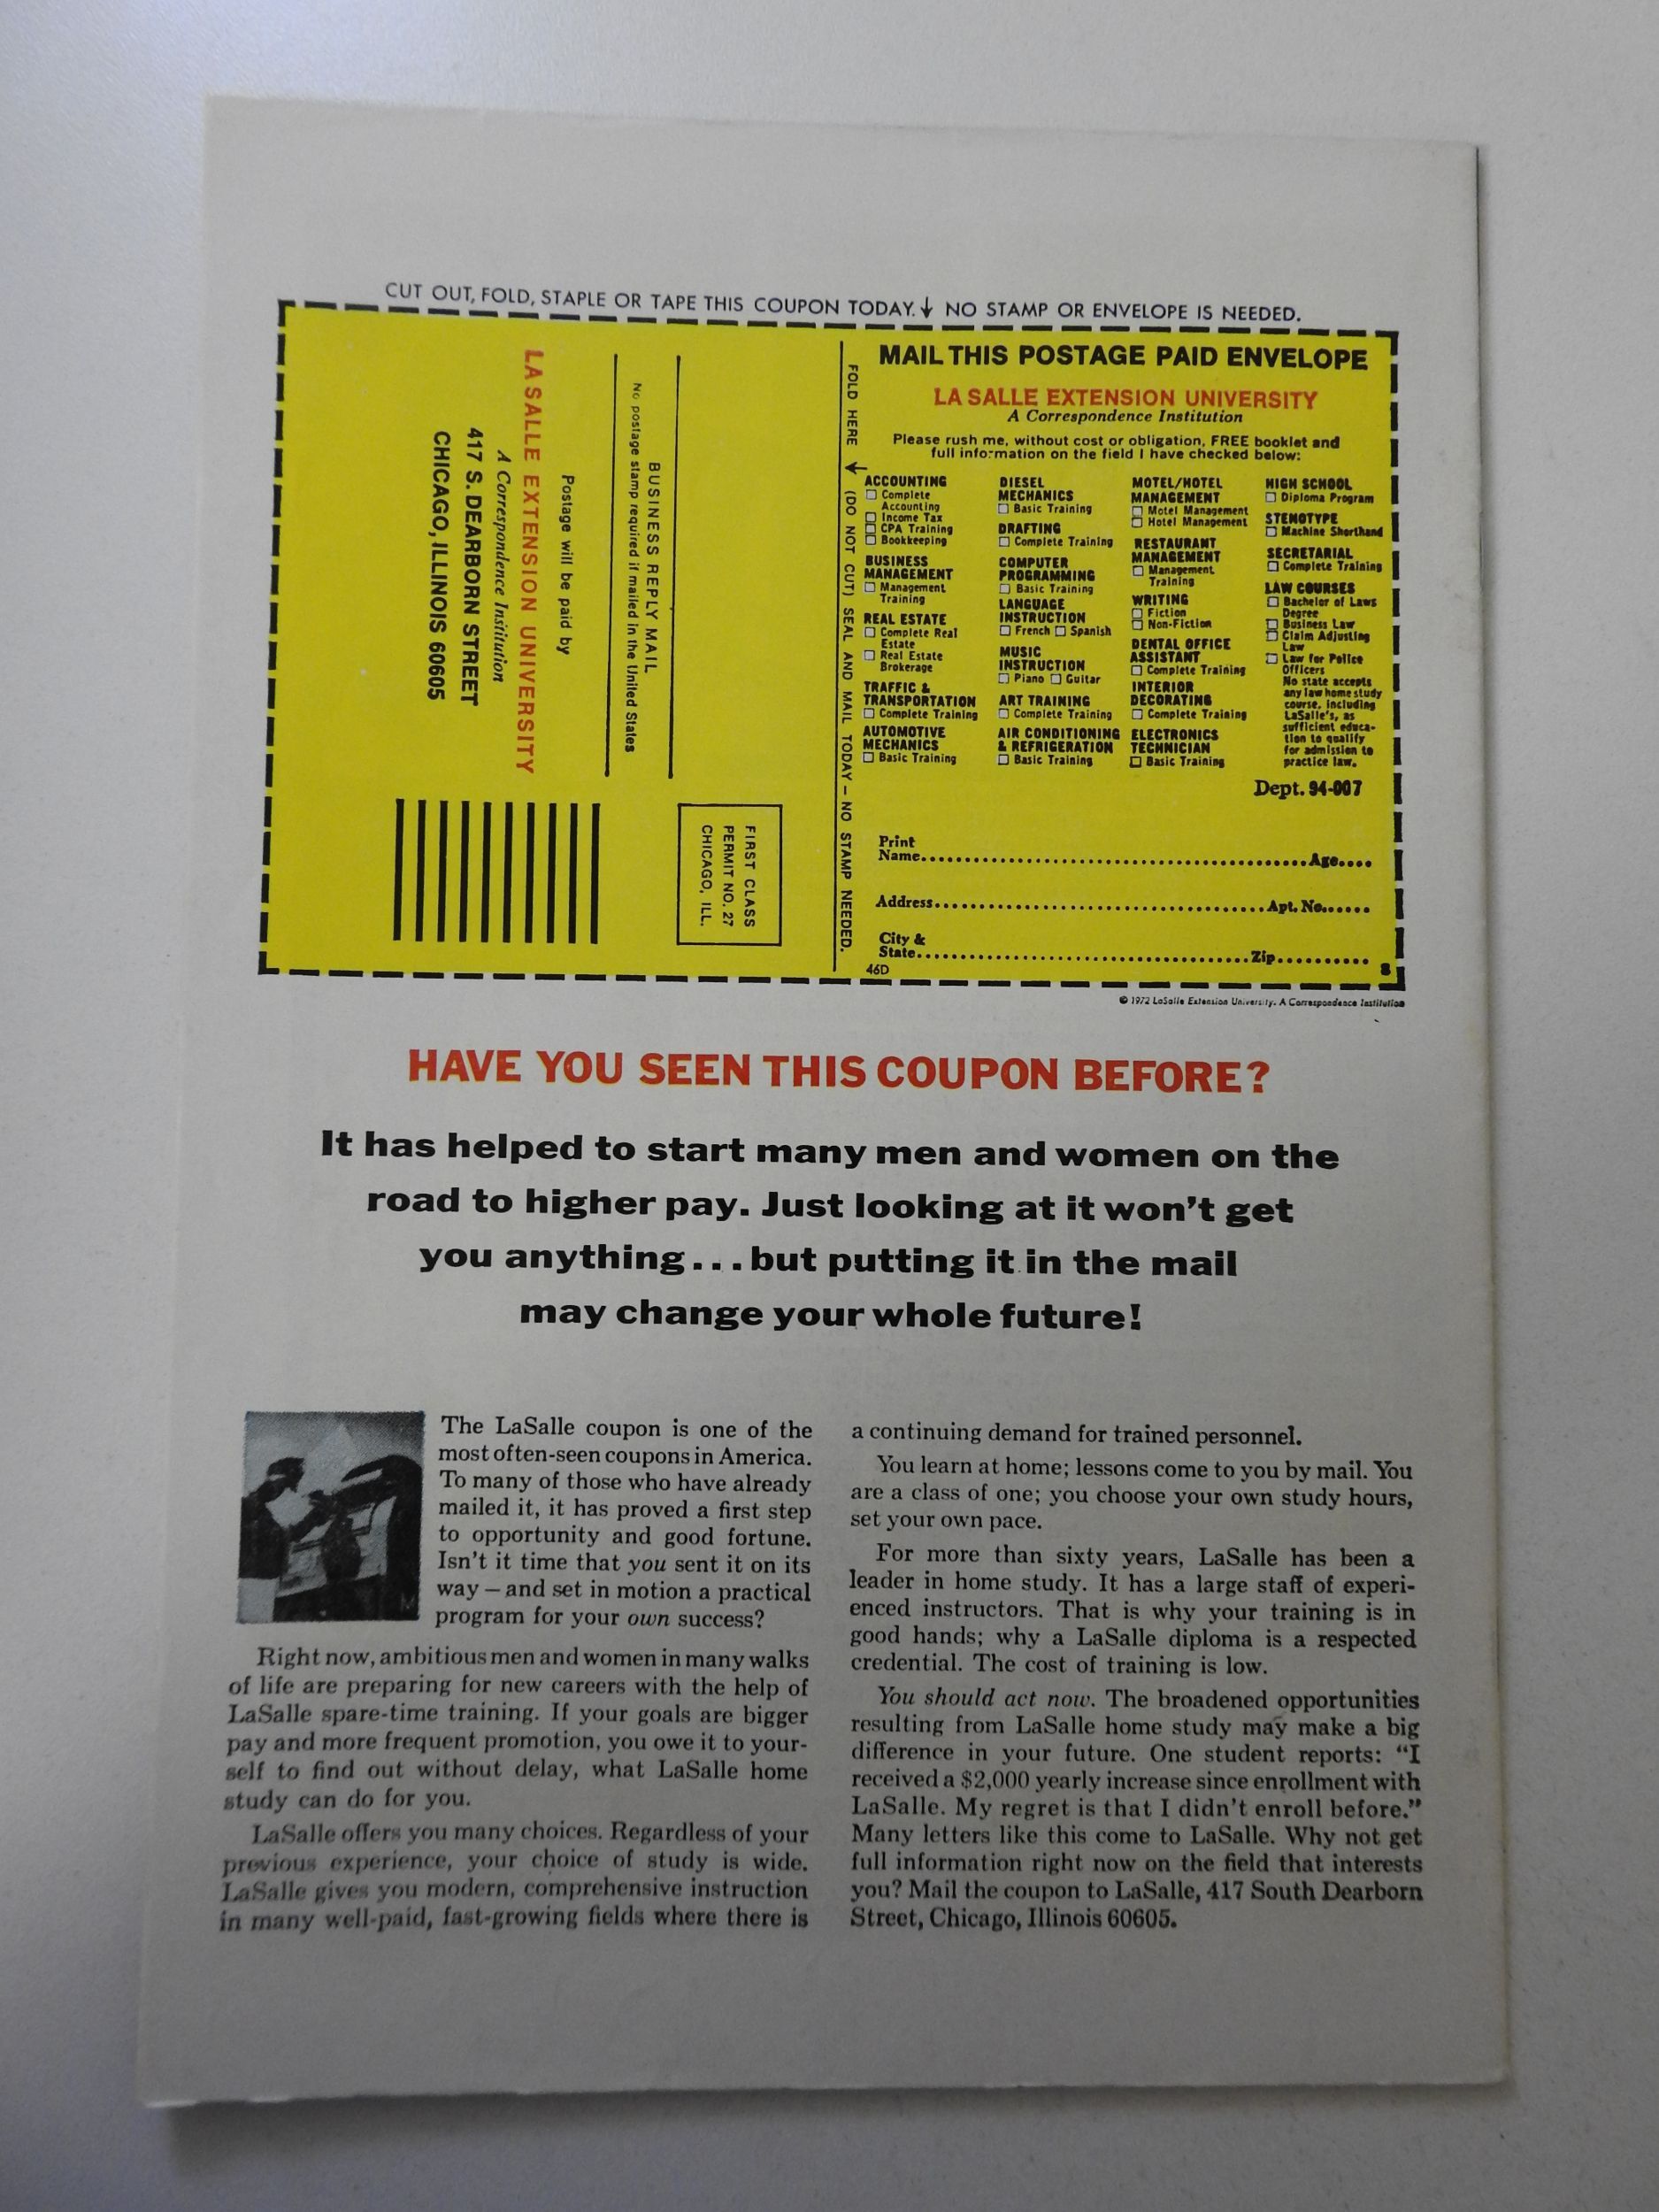 CUT OUT, FOLD, STAPLE OR TAPE THIS COUPON TODAY.↓ NO STAMP OR ENVELOPE IS NEEDED.
BUSINESS REPLY MAIL
No postage stamp required if mailed in the United States
Postage will be paid by
LA SALLE EXTENSION UNIVERSITY
A Correspondence Institution
417 S. DEARBORN STREET
CHICAGO, ILLINOIS 60605
FIRST CLASS
PERMIT NO. 27
CHICAGO, ILL.
FOLD HERE ↓ (DO NOT CUT) SEAL AND MAIL TODAY – NO STAMP NEEDED.
MAIL THIS POSTAGE PAID ENVELOPE
LA SALLE EXTENSION UNIVERSITY
A Correspondence Institution
Please rush me, without cost or obligation, FREE booklet and
full information on the field I have checked below:
ACCOUNTING
□ Complete
Accounting
□ Income Tax
□ CPA Training
□ Bookkeeping
BUSINESS
MANAGEMENT
□ Management
Training
REAL ESTATE
□ Complete Real
Estate
□ Real Estate
Brokerage
TRAFFIC &
TRANSPORTATION
□ Complete Training
AUTOMOTIVE
MECHANICS
□ Basic Training
DIESEL
MECHANICS
□ Basic Training
DRAFTING
□ Complete Training
COMPUTER
PROGRAMMING
□ Basic Training
LANGUAGE
INSTRUCTION
□ French □ Spanish
MUSIC
INSTRUCTION
□ Piano □ Guitar
ART TRAINING
□ Complete Training
AIR CONDITIONING
& REFRIGERATION
□ Basic Training
MOTEL/HOTEL
MANAGEMENT
□ Motel Management
□ Hotel Management
RESTAURANT
MANAGEMENT
□ Management
Training
WRITING
□ Fiction
□ Non-Fiction
DENTAL OFFICE
ASSISTANT
□ Complete Training
INTERIOR
DECORATING
□ Complete Training
ELECTRONICS
TECHNICIAN
□ Basic Training
HIGH SCHOOL
□ Diploma Program
STENOTYPE
□ Machine Shorthand
SECRETARIAL
□ Complete Training
LAW COURSES
□ Bachelor of Laws
Degree
□ Business Law
□ Claim Adjusting
Law
□ Law for Police
Officers
No state accepts
any law home study
course, including
LaSalle's, as
sufficient educa-
tion to qualify
for admission to
practice law.
Dept. 94-007
Print
Name.......... Age....
Address.......... Apt. No......
City &
State.......... Zip..........
46D 8
© 1972 LaSalle Extension University. A Correspondence Institution
HAVE YOU SEEN THIS COUPON BEFORE?
It has helped to start many men and women on the
road to higher pay. Just looking at it won't get
you anything...but putting it in the mail
may change your whole future!
The LaSalle coupon is one of the
most often-seen coupons in America.
To many of those who have already
mailed it, it has proved a first step
to opportunity and good fortune.
Isn't it time that you sent it on its
way – and set in motion a practical
program for your own success?
Right now, ambitious men and women in many walks
of life are preparing for new careers with the help of
LaSalle spare-time training. If your goals are bigger
pay and more frequent promotion, you owe it to your-
self to find out without delay, what LaSalle home
study can do for you.
LaSalle offers you many choices. Regardless of your
previous experience, your choice of study is wide.
LaSalle gives you modern, comprehensive instruction
in many well-paid, fast-growing fields where there is
a continuing demand for trained personnel.
You learn at home; lessons come to you by mail. You
are a class of one; you choose your own study hours,
set your own pace.
For more than sixty years, LaSalle has been a
leader in home study. It has a large staff of experi-
enced instructors. That is why your training is in
good hands; why a LaSalle diploma is a respected
credential. The cost of training is low.
You should act now. The broadened opportunities
resulting from LaSalle home study may make a big
difference in your future. One student reports: "I
received a $2,000 yearly increase since enrollment with
LaSalle. My regret is that I didn't enroll before."
Many letters like this come to LaSalle. Why not get
full information right now on the field that interests
you? Mail the coupon to LaSalle, 417 South Dearborn
Street, Chicago, Illinois 60605.